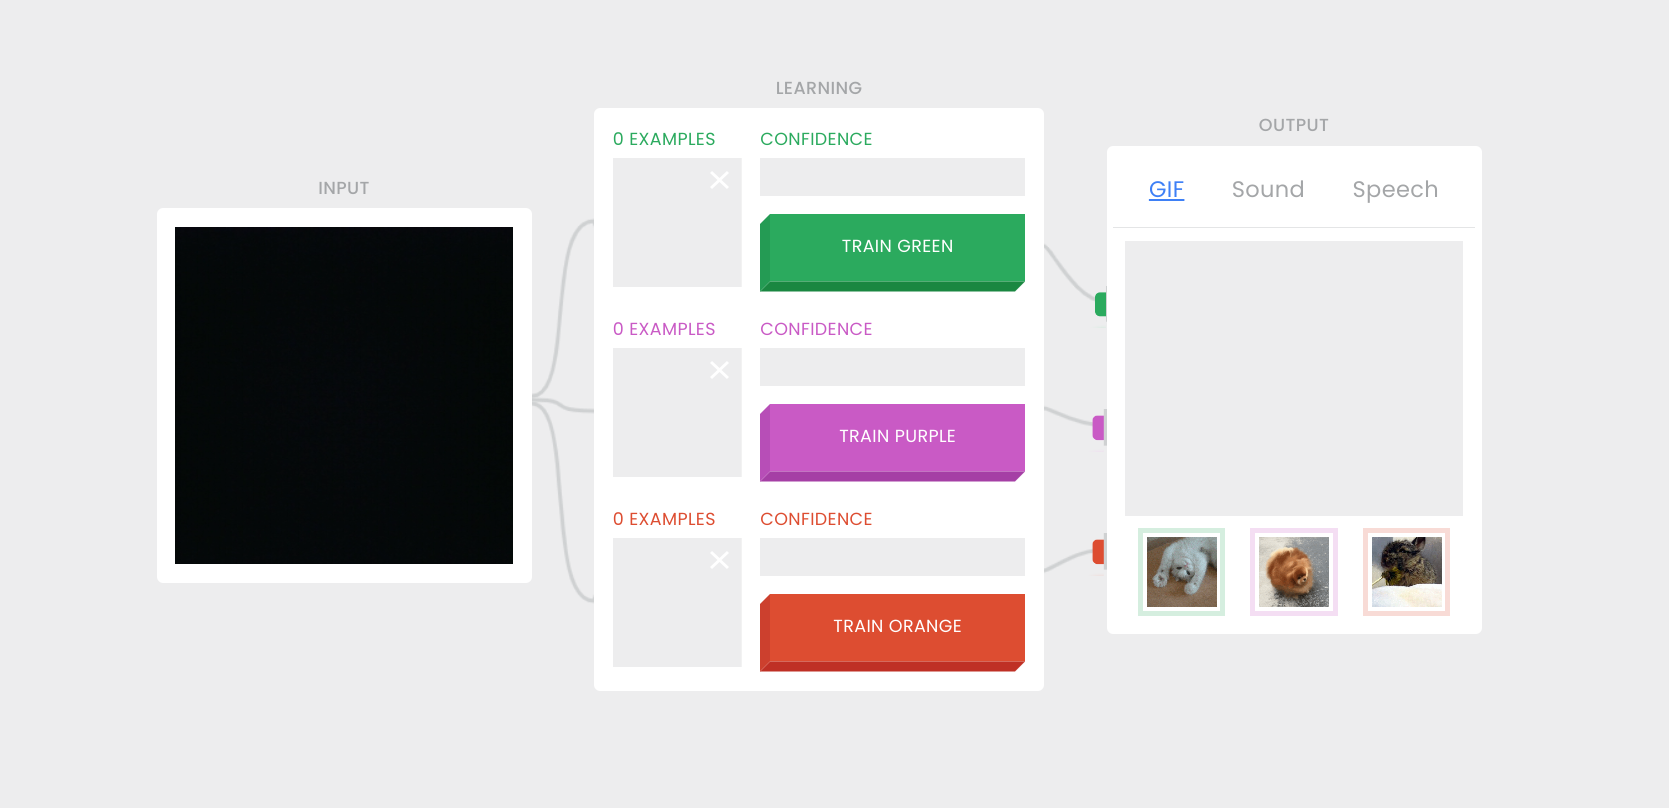 INPUT
LEARNING
0 EXAMPLES
CONFIDENCE
TRAIN GREEN
0 EXAMPLES
CONFIDENCE
TRAIN PURPLE
0 EXAMPLES
CONFIDENCE
TRAIN ORANGE
OUTPUT
GIF
Sound
Speech